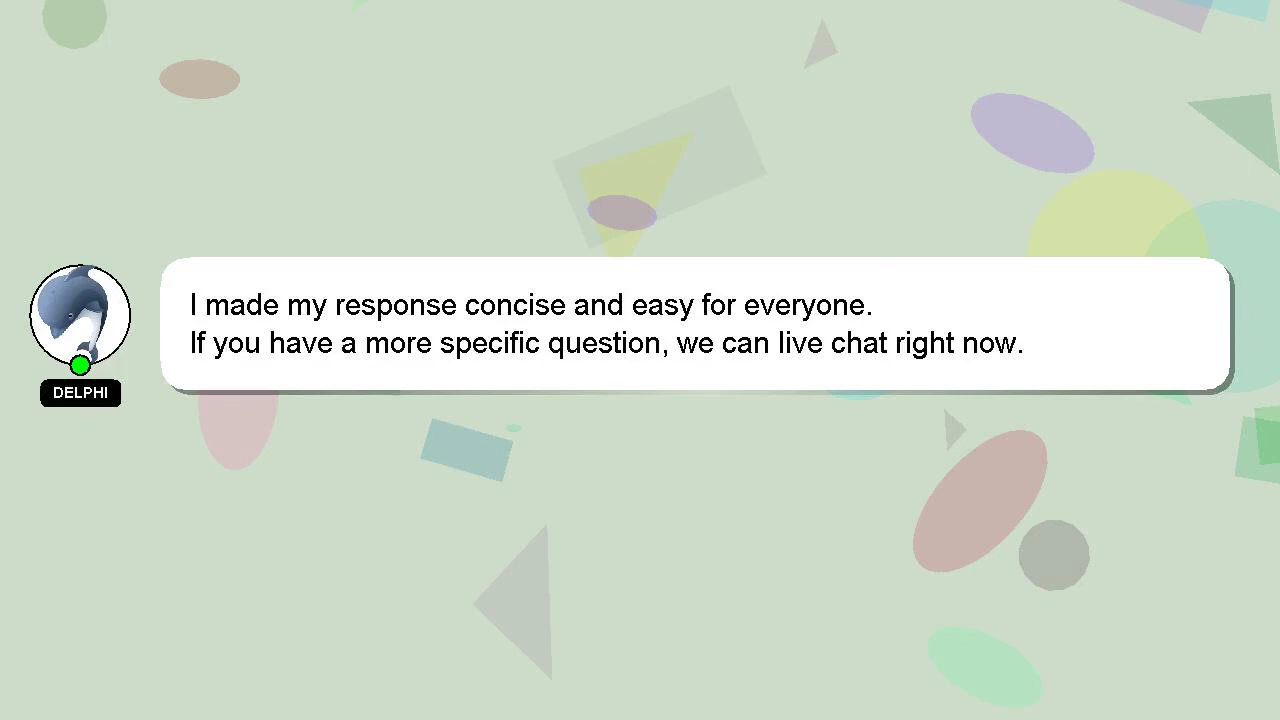 I made my response concise and easy for everyone.
If you have a more specific question, we can live chat right now.
DELPHI